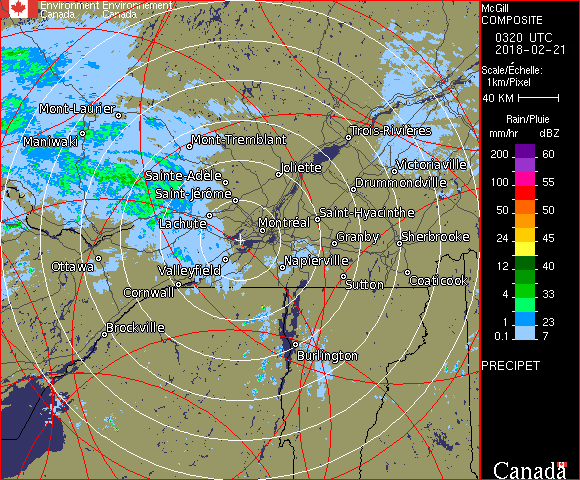 Environment Environnement
Canada Canada
Mont-Laurier
Maniwaki
Mont-Tremblant
Trois-Rivières
Joliette
Victoriaville
Sainte-Adèle
Drummondville
Saint-Jérôme
Lachute
Saint-Hyacinthe
Montréal
Granby
Sherbrooke
Ottawa
Valleyfield
Napierville
Sutton
Coaticook
Cornwall
Brockville
Burlington
McGill
COMPOSITE
0320 UTC
2018-02-21
Scale/Échelle:
1km/Pixel
40 KM
Rain/Pluie
mm/hr dBZ
200 60
57
100 55
53
50 50
24 45
12 40
4 33
1 23
0.1 7
PRECIPET
Canada